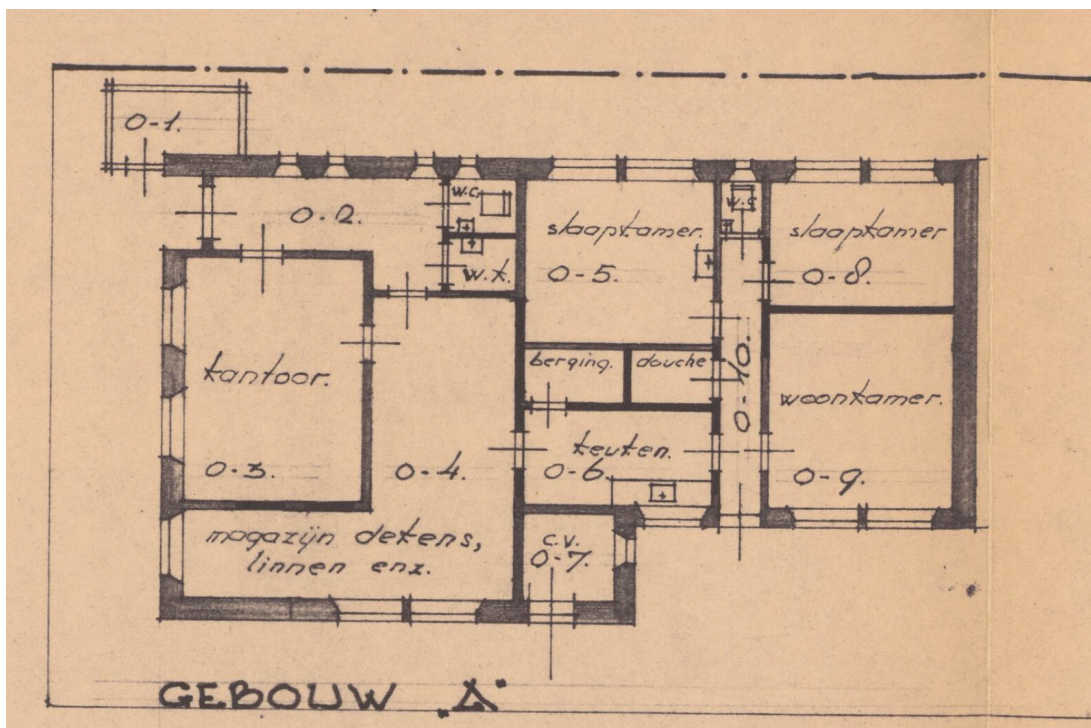 0-1.
0-2.
w.c.
w.k.
slaapkamer.
0-5.
w.c
slaapkamer
0-8.
kantoor.
0-3.
0-4.
berging.
douche
0-10.
woonkamer.
keuken.
0-6.
0-9.
magazijn dekens,
linnen enz.
c.v.
0-7.
GEBOUW „A"